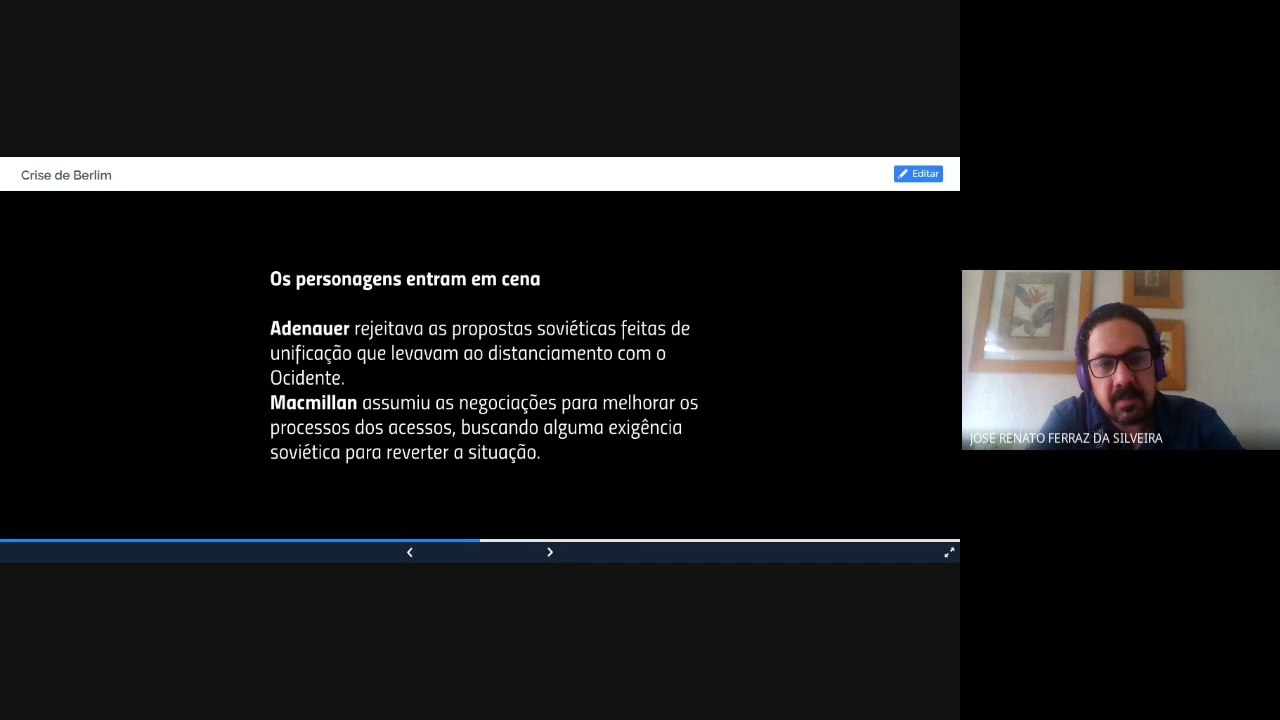 Crise de Berlim
Editar
Os personagens entram em cena
Adenauer rejeitava as propostas soviéticas feitas de
unificação que levavam ao distanciamento com o
Ocidente.
Macmillan assumiu as negociações para melhorar os
processos dos acessos, buscando alguma exigência
soviética para reverter a situação.
JOSE RENATO FERRAZ DA SILVEIRA